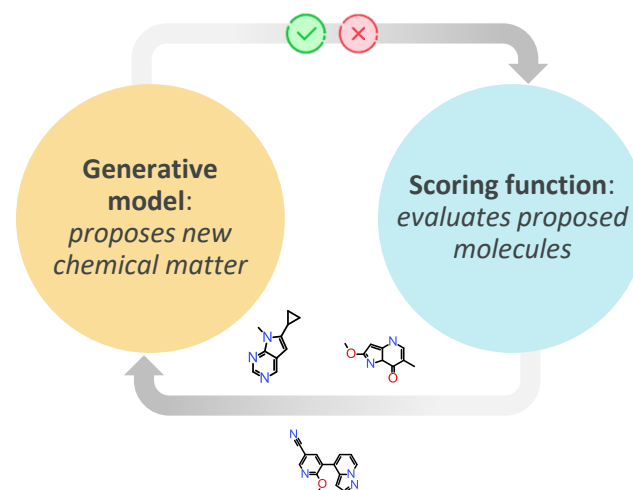 Generative
model:
proposes new
chemical matter
Scoring function:
evaluates proposed
molecules
N
N
N
N
O
N
O
N
N
O
N
N